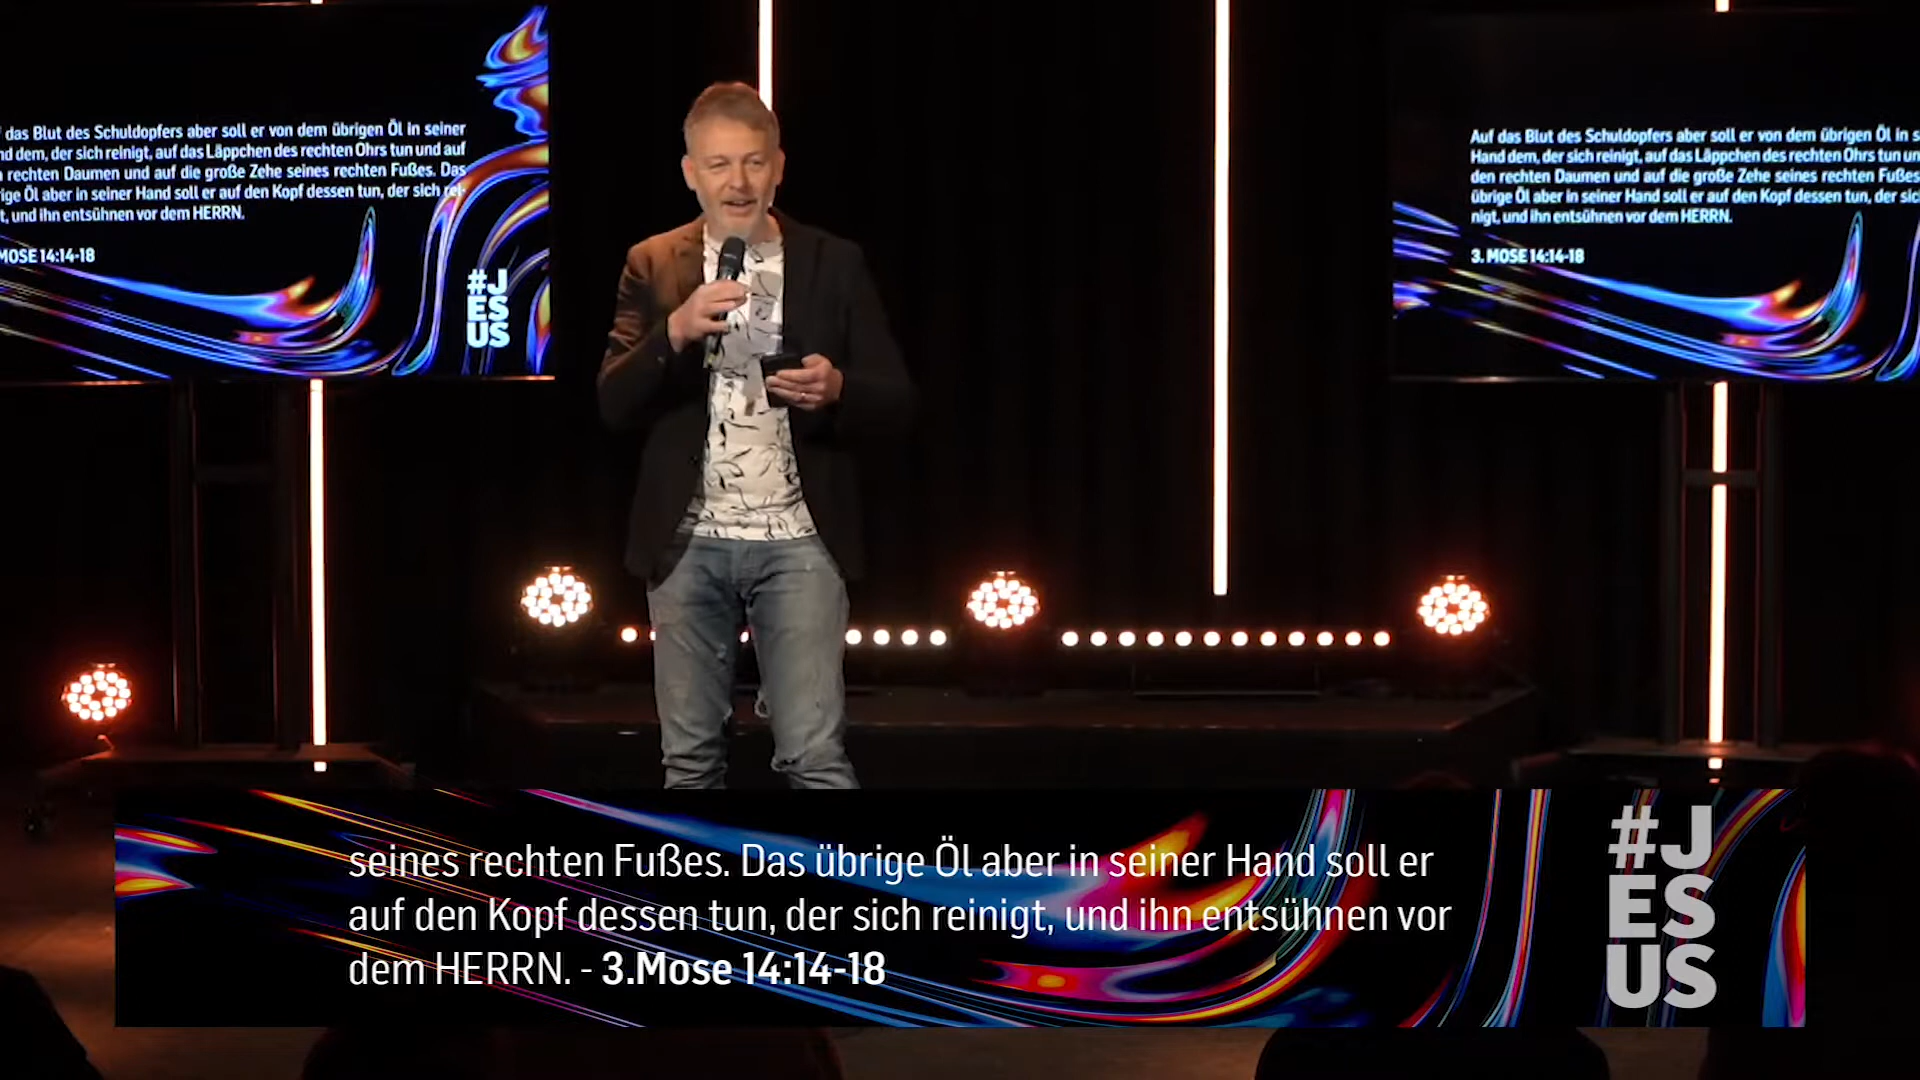 das Blut des Schuldopfers aber soll er von dem übrigen Öl in seiner
dem, der sich reinigt, auf das Läppchen des rechten Ohrs tun und auf
rechten Daumen und auf die große Zehe seines rechten Fußes. Das
Öl aber in seiner Hand soll er auf den Kopf dessen tun, der sich rei-
und ihn entsühnen vor dem HERRN.
MOSE 14:14-18
#J
ES
US
Auf das Blut des Schuldopfers aber soll er von dem übrigen Öl in
Hand dem, der sich reinigt, auf das Läppchen des rechten Ohrs tun
den rechten Daumen und auf die große Zehe seines rechten Fußes
übrige Öl aber in seiner Hand soll er auf den Kopf dessen tun, der
nigt, und ihn entsühnen vor dem HERRN.
3. MOSE 14:14-18
seines rechten Fußes. Das übrige Öl aber in seiner Hand soll er
auf den Kopf dessen tun, der sich reinigt, und ihn entsühnen vor
dem HERRN. - 3.Mose 14:14-18
#J
ES
US